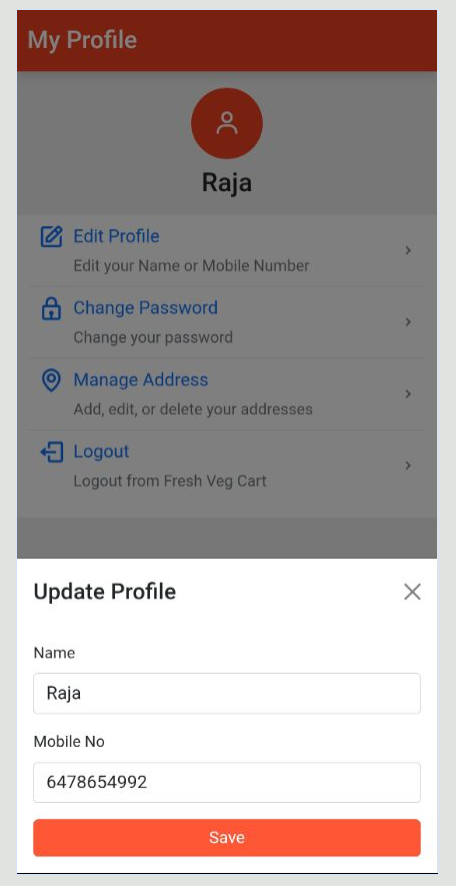 My Profile
Raja
Edit Profile
Edit your Name or Mobile Number
Change Password
Change your password
Manage Address
Add, edit, or delete your addresses
Logout
Logout from Fresh Veg Cart
Update Profile
Name
Raja
Mobile No
6478654992
Save